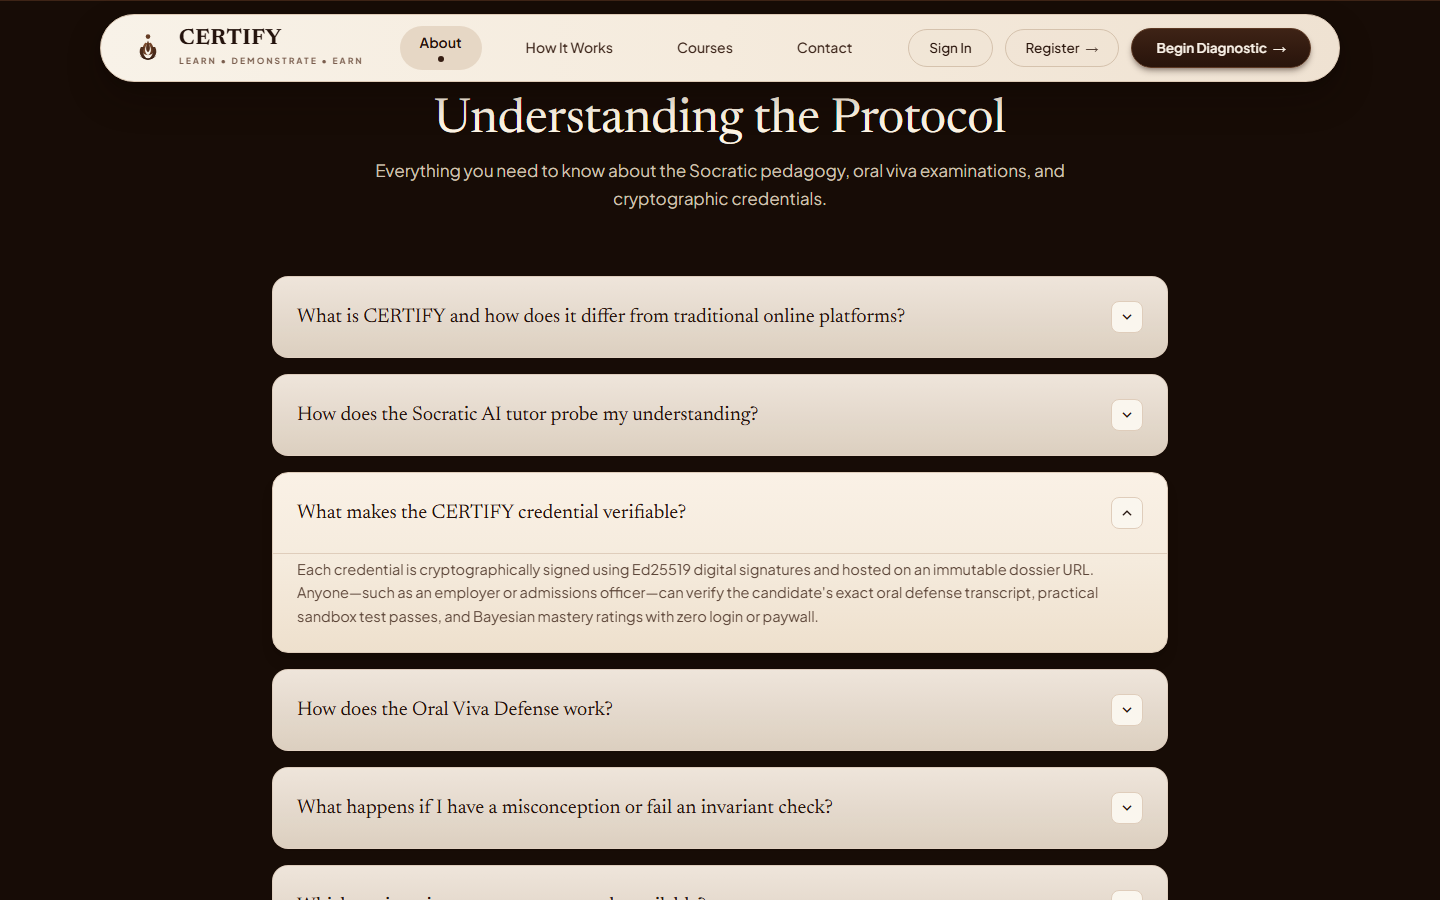 CERTIFY
LEARN • DEMONSTRATE • EARN
About
How It Works
Courses
Contact
Sign In
Register →
Begin Diagnostic →
Understanding the Protocol
Everything you need to know about the Socratic pedagogy, oral viva examinations, and
cryptographic credentials.
What is CERTIFY and how does it differ from traditional online platforms?
How does the Socratic AI tutor probe my understanding?
What makes the CERTIFY credential verifiable?
Each credential is cryptographically signed using Ed25519 digital signatures and hosted on an immutable dossier URL.
Anyone—such as an employer or admissions officer—can verify the candidate's exact oral defense transcript, practical
sandbox test passes, and Bayesian mastery ratings with zero login or paywall.
How does the Oral Viva Defense work?
What happens if I have a misconception or fail an invariant check?